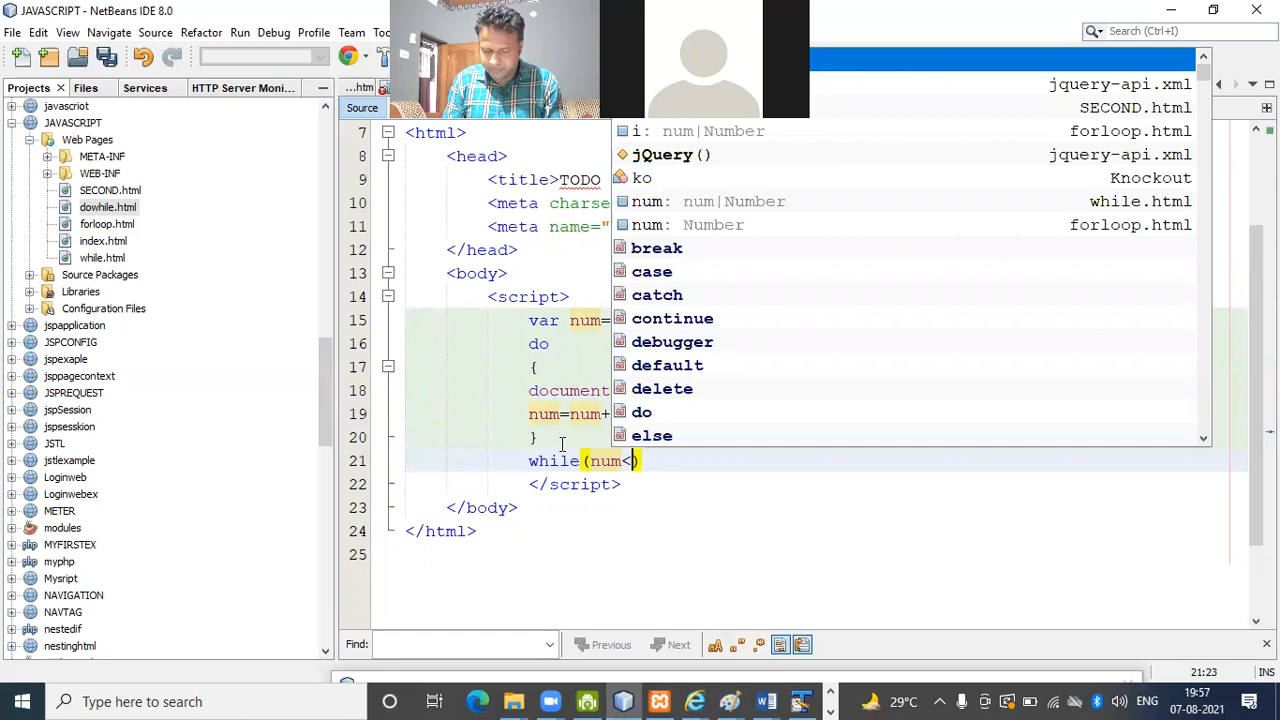 JAVASCRIPT - NetBeans IDE 8.0
File Edit View Navigate Source Refactor Run Debug Profile Team
Search (Ctrl+I)
Projects Files Services HTTP Server Moni...
...htm
Source
javascriot
JAVASCRIPT
Web Pages
META-INF
WEB-INF
SECOND.html
dowhile.html
forloop.html
index.html
while.html
Source Packages
Libraries
Configuration Files
jspapplication
JSPCONFIG
jspexaple
jsppagecontext
JSPREQUEST
jspSession
jspsesskion
JSTL
jstlexample
Loginweb
Loginwebex
METER
modules
MYFIRSTEX
myphp
Mysript
NAVIGATION
NAVTAG
nestedif
nestinghtml
7 <html>
8 <head>
9 <title>TODO
10 <meta charse
11 <meta name="
12 </head>
13 <body>
14 <script>
15 var num=
16 do
17 {
18 document
19 num=num+
20 }
21 while(num<)
22 </script>
23 </body>
24 </html>
25
jquery-api.xml
SECOND.html
i: num|Number forloop.html
jQuery() jquery-api.xml
ko Knockout
num: num|Number while.html
num: Number forloop.html
break
case
catch
continue
debugger
default
delete
do
else
Find: Previous Next
21:23 INS
Type here to search
29°C ENG 19:57
07-08-2021